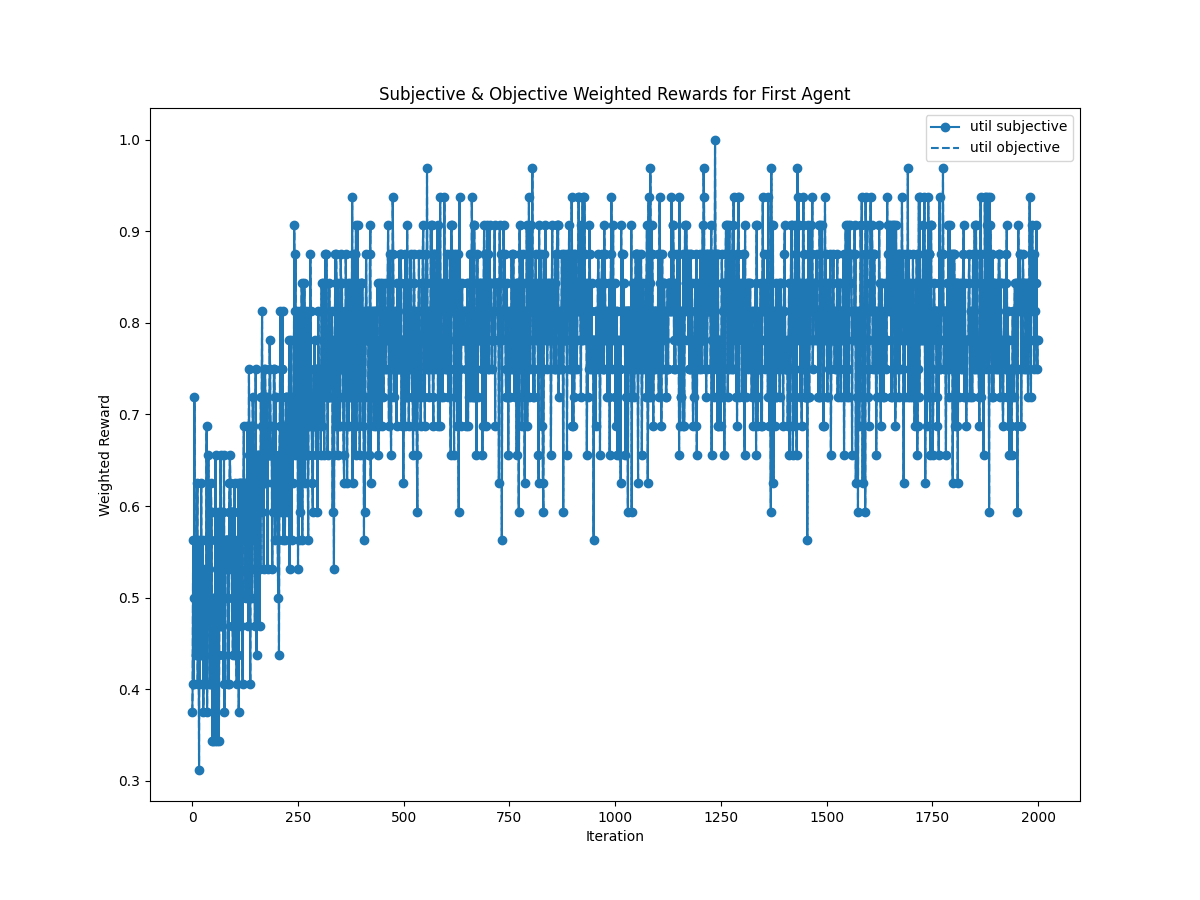 Subjective & Objective Weighted Rewards for First Agent
util subjective
util objective
Weighted Reward
1.0
0.9
0.8
0.7
0.6
0.5
0.4
0.3
0 250 500 750 1000 1250 1500 1750 2000
Iteration